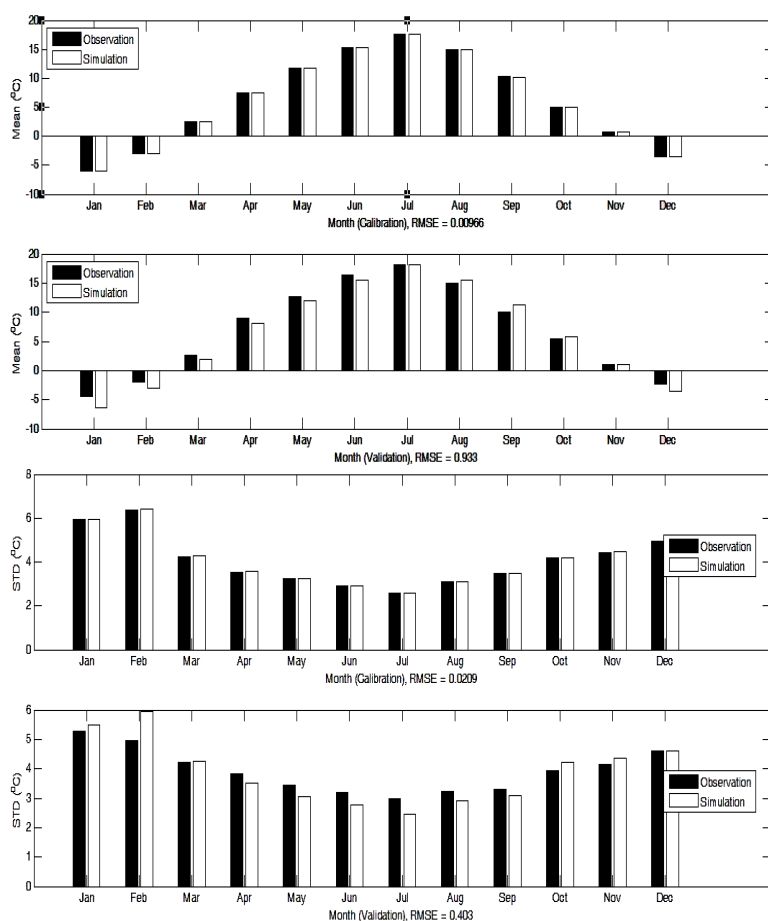 20
15
10
5
0
-5
-10
Mean (°C)
Observation
Simulation
Jan Feb Mar Apr May Jun Jul Aug Sep Oct Nov Dec
Month (Calibration), RMSE = 0.00966
20
15
10
5
0
-5
-10
Mean (°C)
Observation
Simulation
Jan Feb Mar Apr May Jun Jul Aug Sep Oct Nov Dec
Month (Validation), RMSE = 0.933
8
6
4
2
0
STD (°C)
Observation
Simulation
Jan Feb Mar Apr May Jun Jul Aug Sep Oct Nov Dec
Month (Calibration), RMSE = 0.0209
6
5
4
3
2
1
0
STD (°C)
Observation
Simulation
Jan Feb Mar Apr May Jun Jul Aug Sep Oct Nov Dec
Month (Validation), RMSE = 0.403